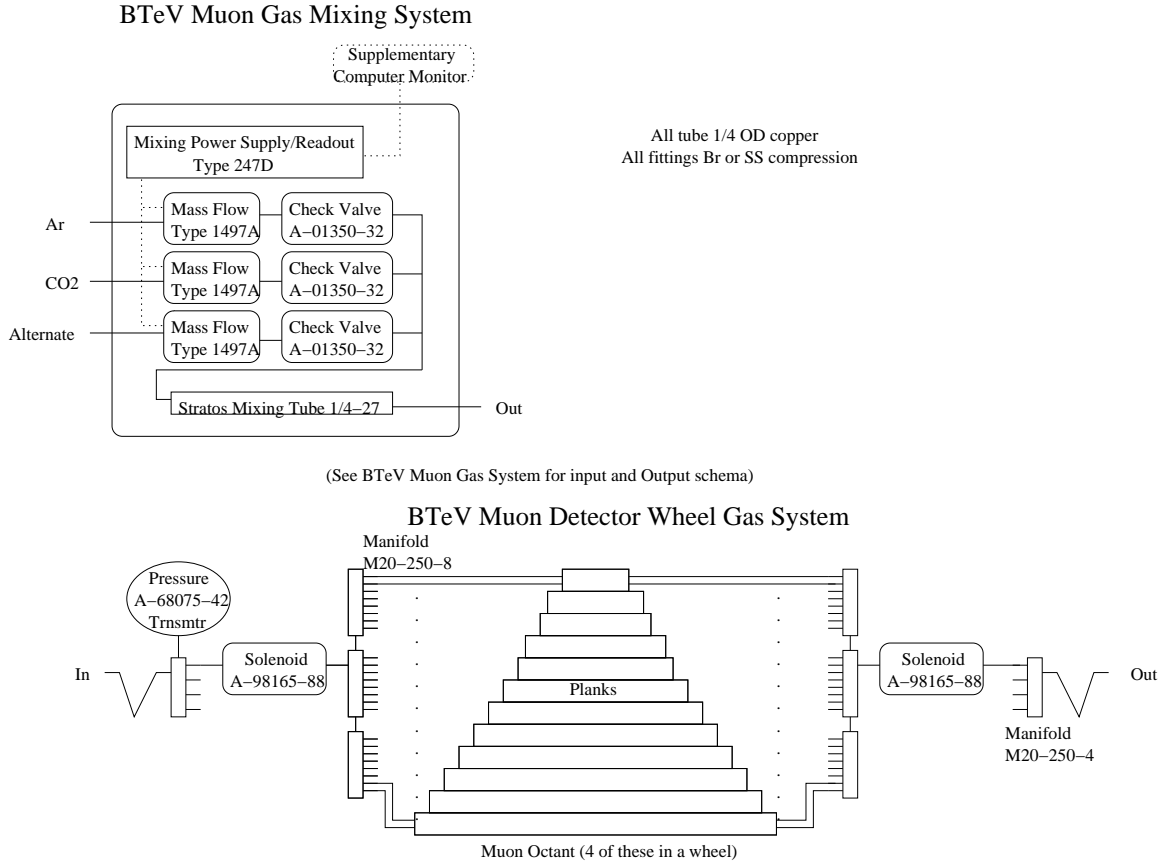 BTeV Muon Gas Mixing System
Supplementary
Computer Monitor
Mixing Power Supply/Readout
Type 247D
All tube 1/4 OD copper
All fittings Br or SS compression
Ar
Mass Flow
Type 1497A
Check Valve
A−01350−32
CO2
Mass Flow
Type 1497A
Check Valve
A−01350−32
Alternate
Mass Flow
Type 1497A
Check Valve
A−01350−32
Stratos Mixing Tube 1/4−27
Out
(See BTeV Muon Gas System for input and Output schema)
BTeV Muon Detector Wheel Gas System
Manifold
M20−250−8
Pressure
A−68075−42
Trnsmtr
In
Solenoid
A−98165−88
Planks
Solenoid
A−98165−88
Out
Manifold
M20−250−4
Muon Octant (4 of these in a wheel)